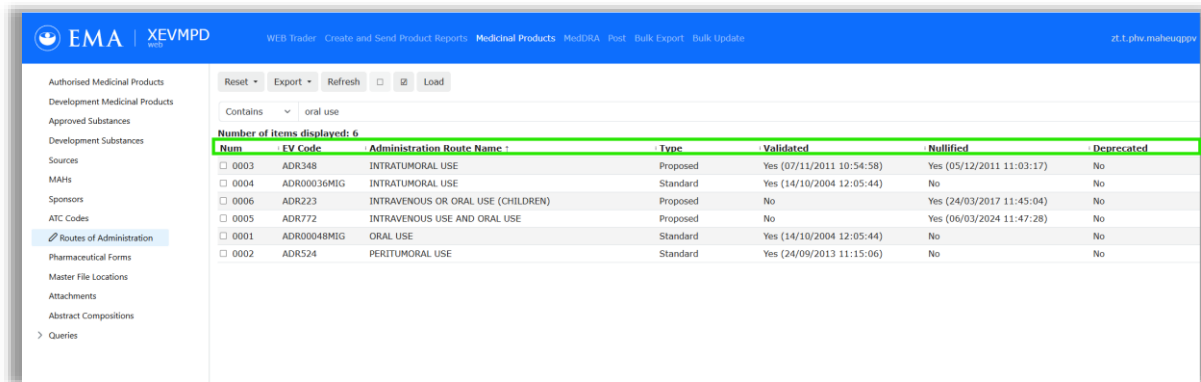 EMA | XEVMPD
web
WEB Trader Create and Send Product Reports Medicinal Products MedDRA Post Bulk Export Bulk Update
zt.t.phv.maheuqppv
Authorised Medicinal Products
Development Medicinal Products
Approved Substances
Development Substances
Sources
MAHs
Sponsors
ATC Codes
Routes of Administration
Pharmaceutical Forms
Master File Locations
Attachments
Abstract Compositions
Queries
Reset Export Refresh Load
Contains oral use
Number of items displayed: 6
Num EV Code Administration Route Name ↑ Type Validated Nullified Deprecated
0003 ADR348 INTRATUMORAL USE Proposed Yes (07/11/2011 10:54:58) Yes (05/12/2011 11:03:17) No
0004 ADR00036MIG INTRATUMORAL USE Standard Yes (14/10/2004 12:05:44) No No
0006 ADR223 INTRAVENOUS OR ORAL USE (CHILDREN) Proposed No Yes (24/03/2017 11:45:04) No
0005 ADR772 INTRAVENOUS USE AND ORAL USE Proposed No Yes (06/03/2024 11:47:28) No
0001 ADR00048MIG ORAL USE Standard Yes (14/10/2004 12:05:44) No No
0002 ADR524 PERITUMORAL USE Standard Yes (24/09/2013 11:15:06) No No